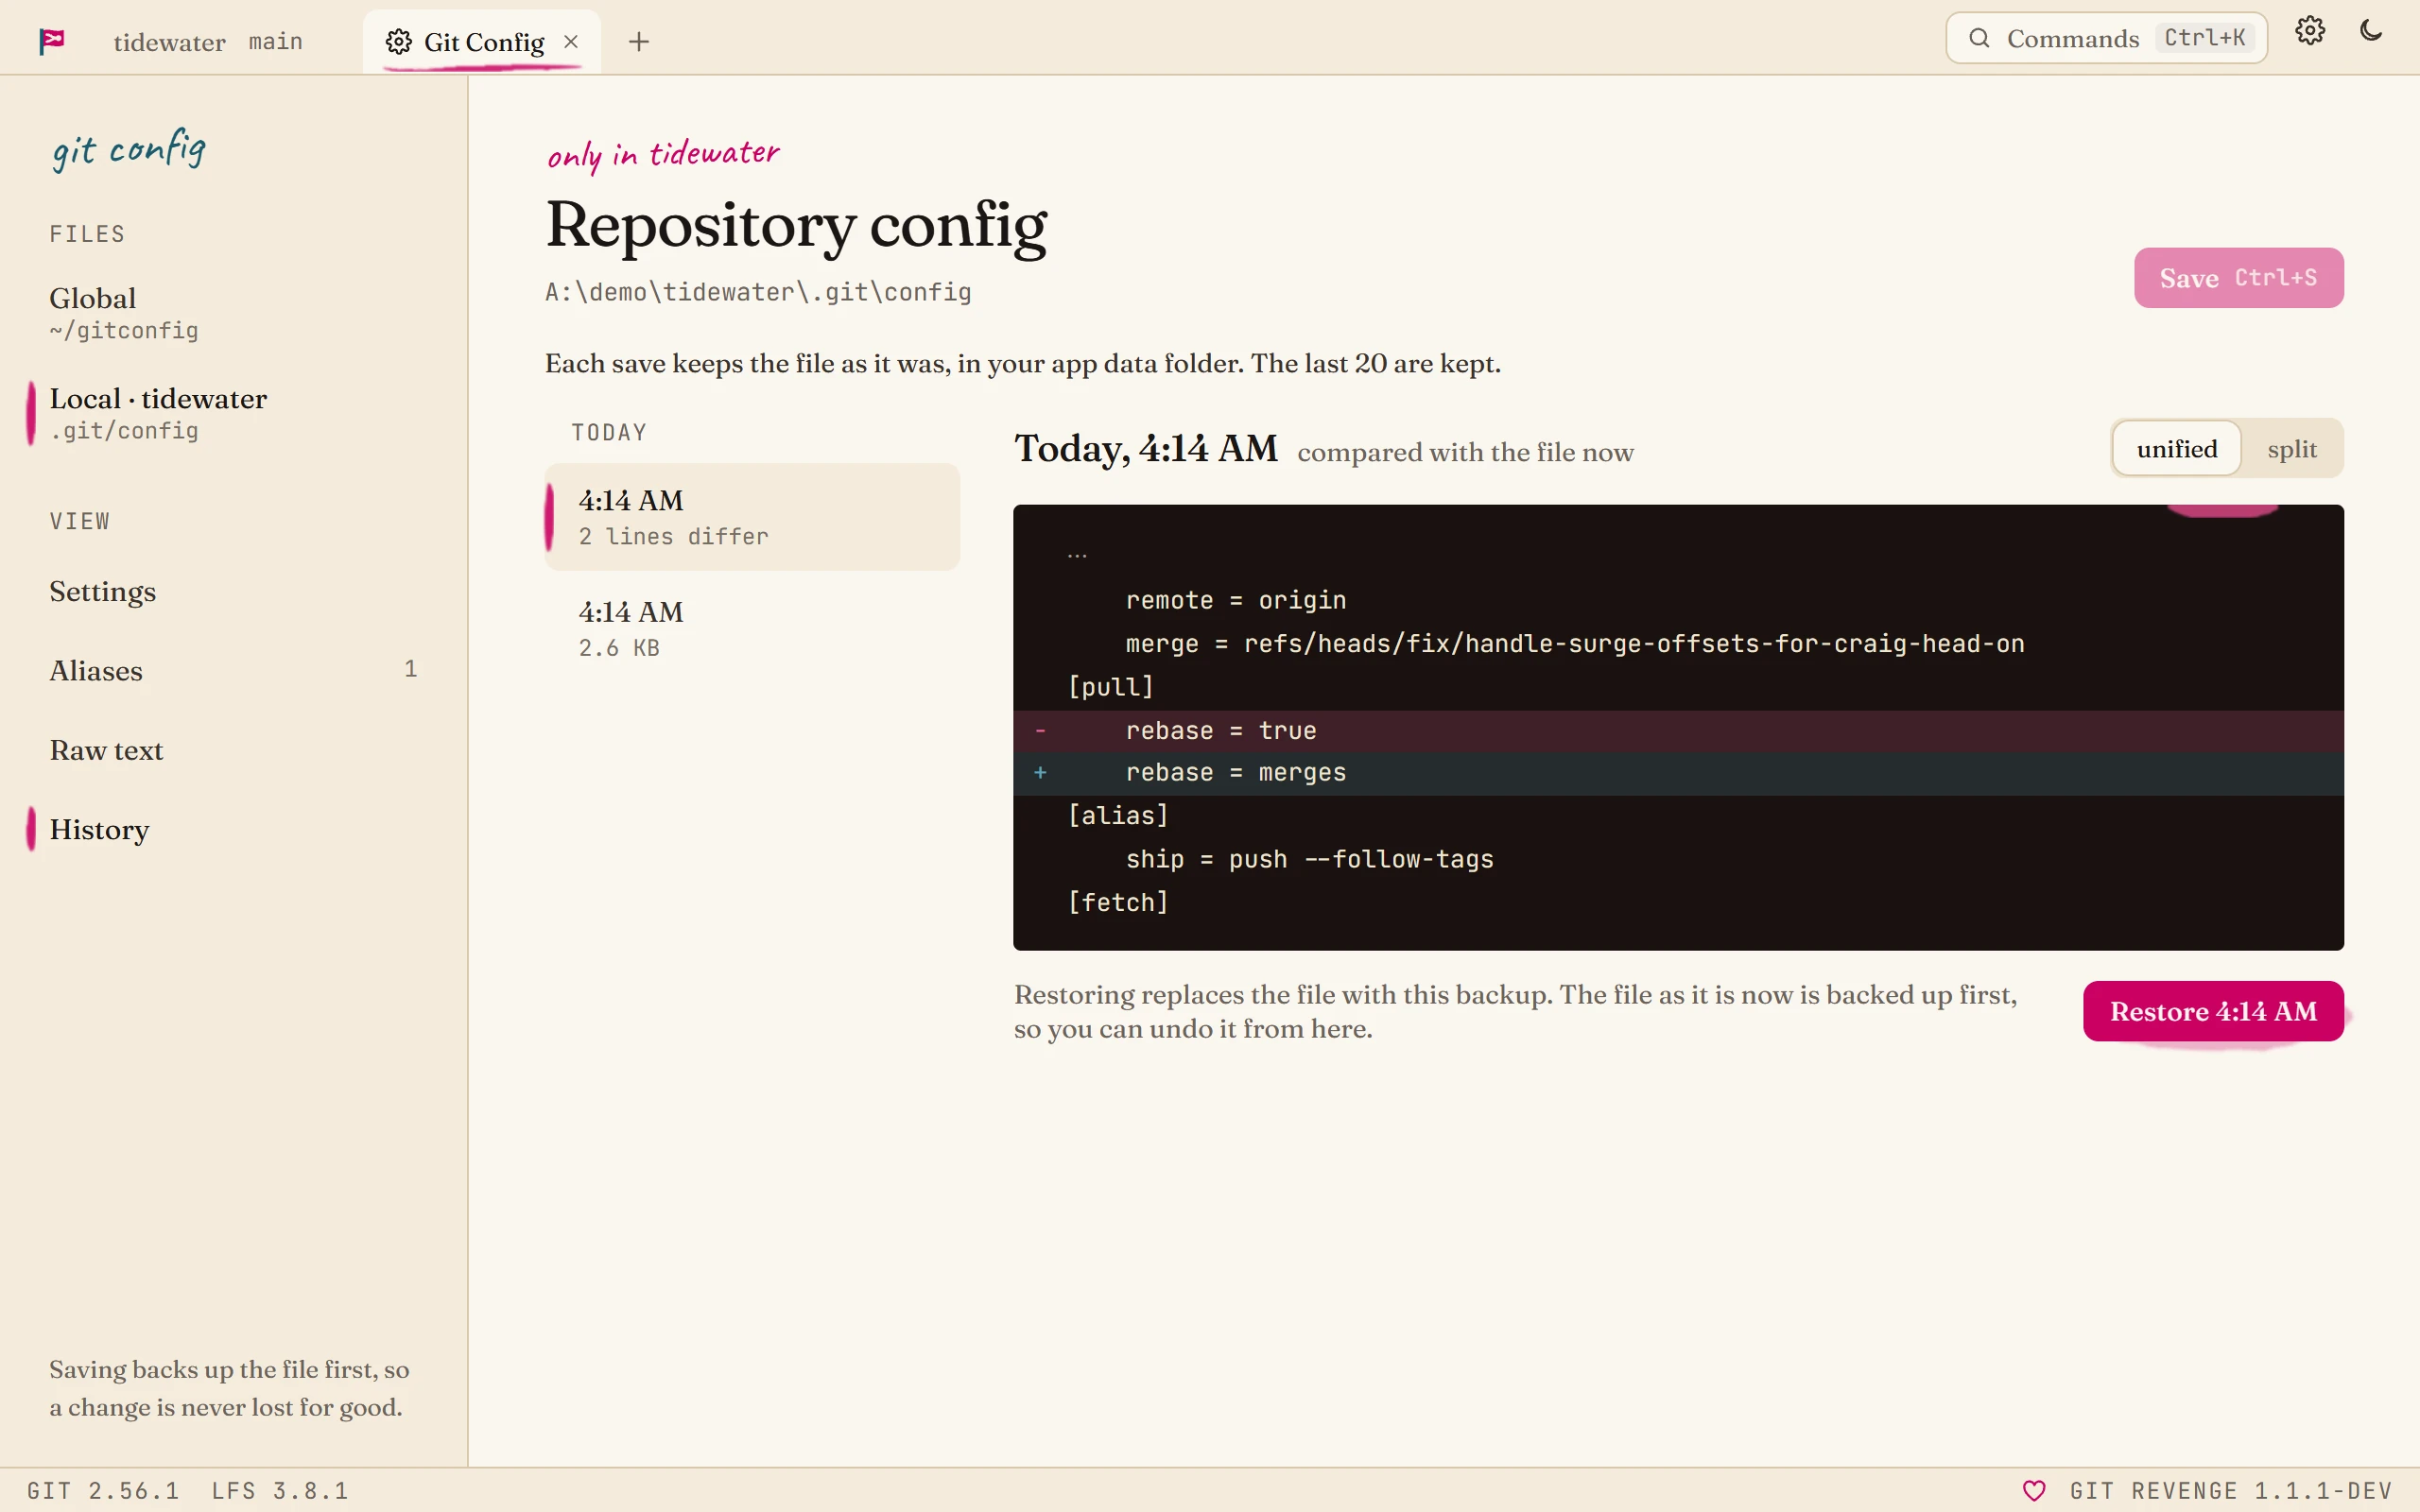 tidewater main
Git Config
Commands Ctrl+K
git config
FILES
Global
~/gitconfig
Local · tidewater
.git/config
VIEW
Settings
Aliases 1
Raw text
History
Saving backs up the file first, so
a change is never lost for good.
only in tidewater
Repository config
A:\demo\tidewater\.git\config
Save Ctrl+S
Each save keeps the file as it was, in your app data folder. The last 20 are kept.
TODAY
4:14 AM
2 lines differ
4:14 AM
2.6 KB
Today, 4:14 AM compared with the file now
unified split
...
remote = origin
merge = refs/heads/fix/handle-surge-offsets-for-craig-head-on
[pull]
- rebase = true
+ rebase = merges
[alias]
ship = push --follow-tags
[fetch]
Restoring replaces the file with this backup. The file as it is now is backed up first,
so you can undo it from here.
Restore 4:14 AM
GIT 2.56.1 LFS 3.8.1
GIT REVENGE 1.1.1-DEV